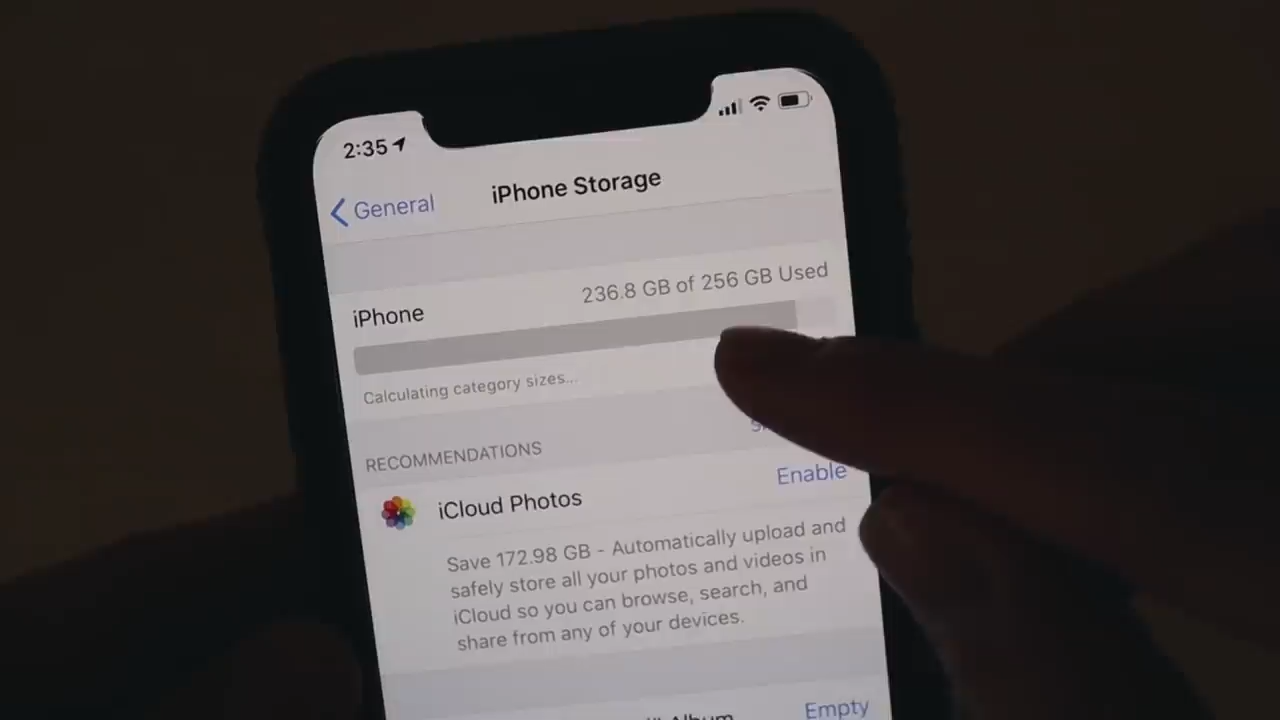 2:35
General
iPhone Storage
iPhone
236.8 GB of 256 GB Used
Calculating category sizes...
RECOMMENDATIONS
iCloud Photos
Enable
Save 172.98 GB - Automatically upload and
safely store all your photos and videos in
iCloud so you can browse, search, and
share from any of your devices.
Album
Empty